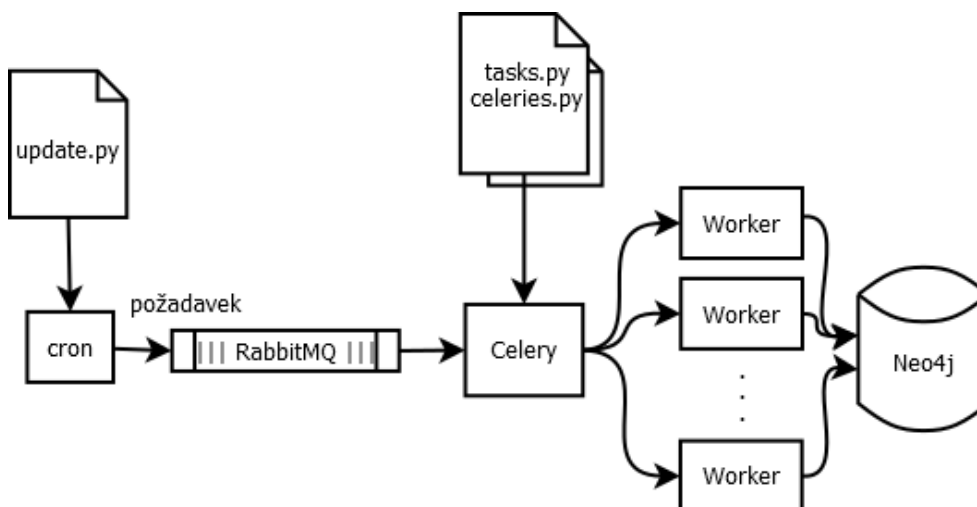 tasks.py
celeries.py
update.py
Worker
požadavek
Worker
cron
||| RabbitMQ |||
Celery
Neo4j
Worker